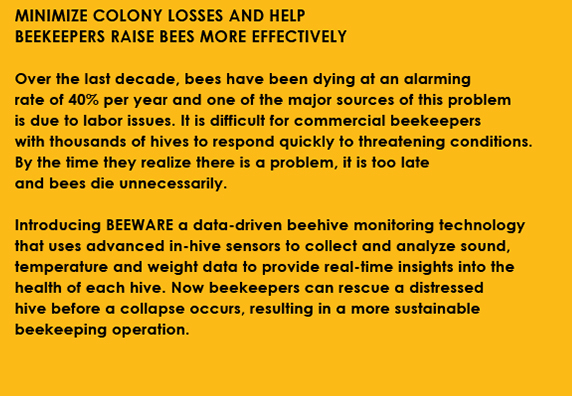 MINIMIZE COLONY LOSSES AND HELP
BEEKEEPERS RAISE BEES MORE EFFECTIVELY
Over the last decade, bees have been dying at an alarming
rate of 40% per year and one of the major sources of this problem
is due to labor issues. It is difficult for commercial beekeepers
with thousands of hives to respond quickly to threatening conditions.
By the time they realize there is a problem, it is too late
and bees die unnecessarily.
Introducing BEEWARE a data-driven beehive monitoring technology
that uses advanced in-hive sensors to collect and analyze sound,
temperature and weight data to provide real-time insights into the
health of each hive. Now beekeepers can rescue a distressed
hive before a collapse occurs, resulting in a more sustainable
beekeeping operation.